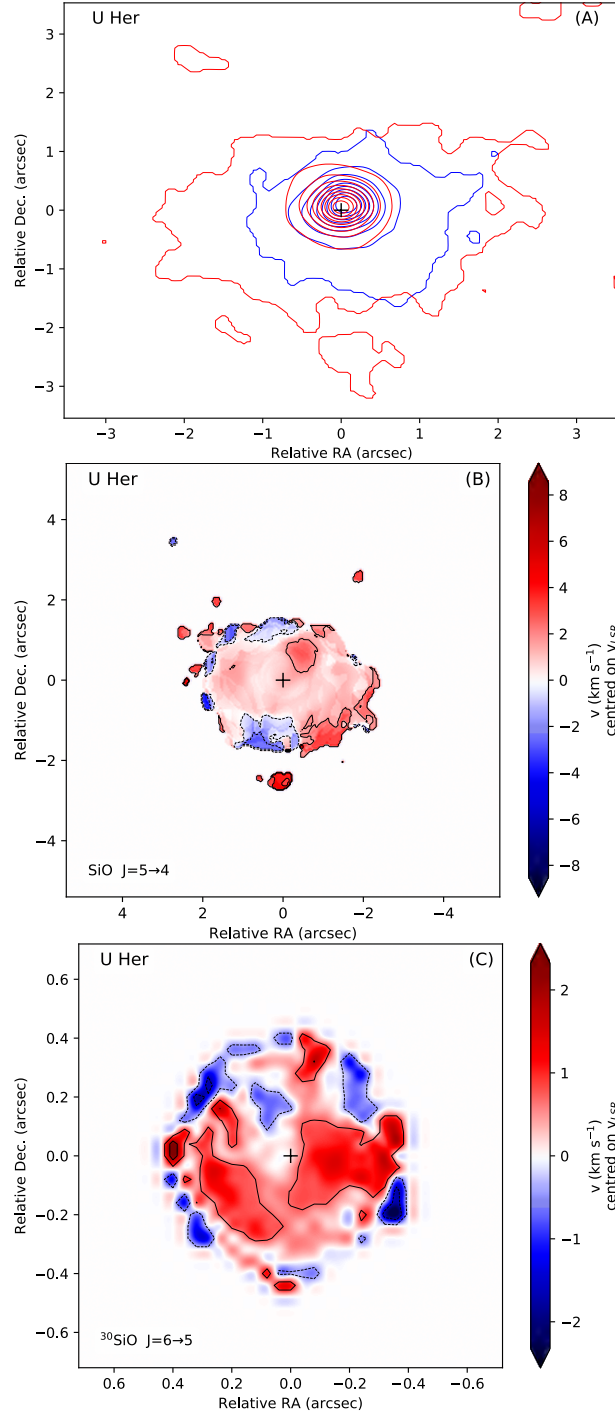 U Her (A)
3
2
1
0
−1
−2
−3
Relative Dec. (arcsec)
−3 −2 −1 0 1 2 3
Relative RA (arcsec)
U Her (B)
4
2
0
−2
−4
Relative Dec. (arcsec)
SiO J=5→4
4 2 0 −2 −4
Relative RA (arcsec)
8
6
4
2
0
−2
−4
−6
−8
v (km s⁻¹)
centred on v_LSR
U Her (C)
0.6
0.4
0.2
0.0
−0.2
−0.4
−0.6
Relative Dec. (arcsec)
³⁰SiO J=6→5
0.6 0.4 0.2 0.0 −0.2 −0.4 −0.6
Relative RA (arcsec)
2
1
0
−1
−2
v (km s⁻¹)
centred on v_LSR